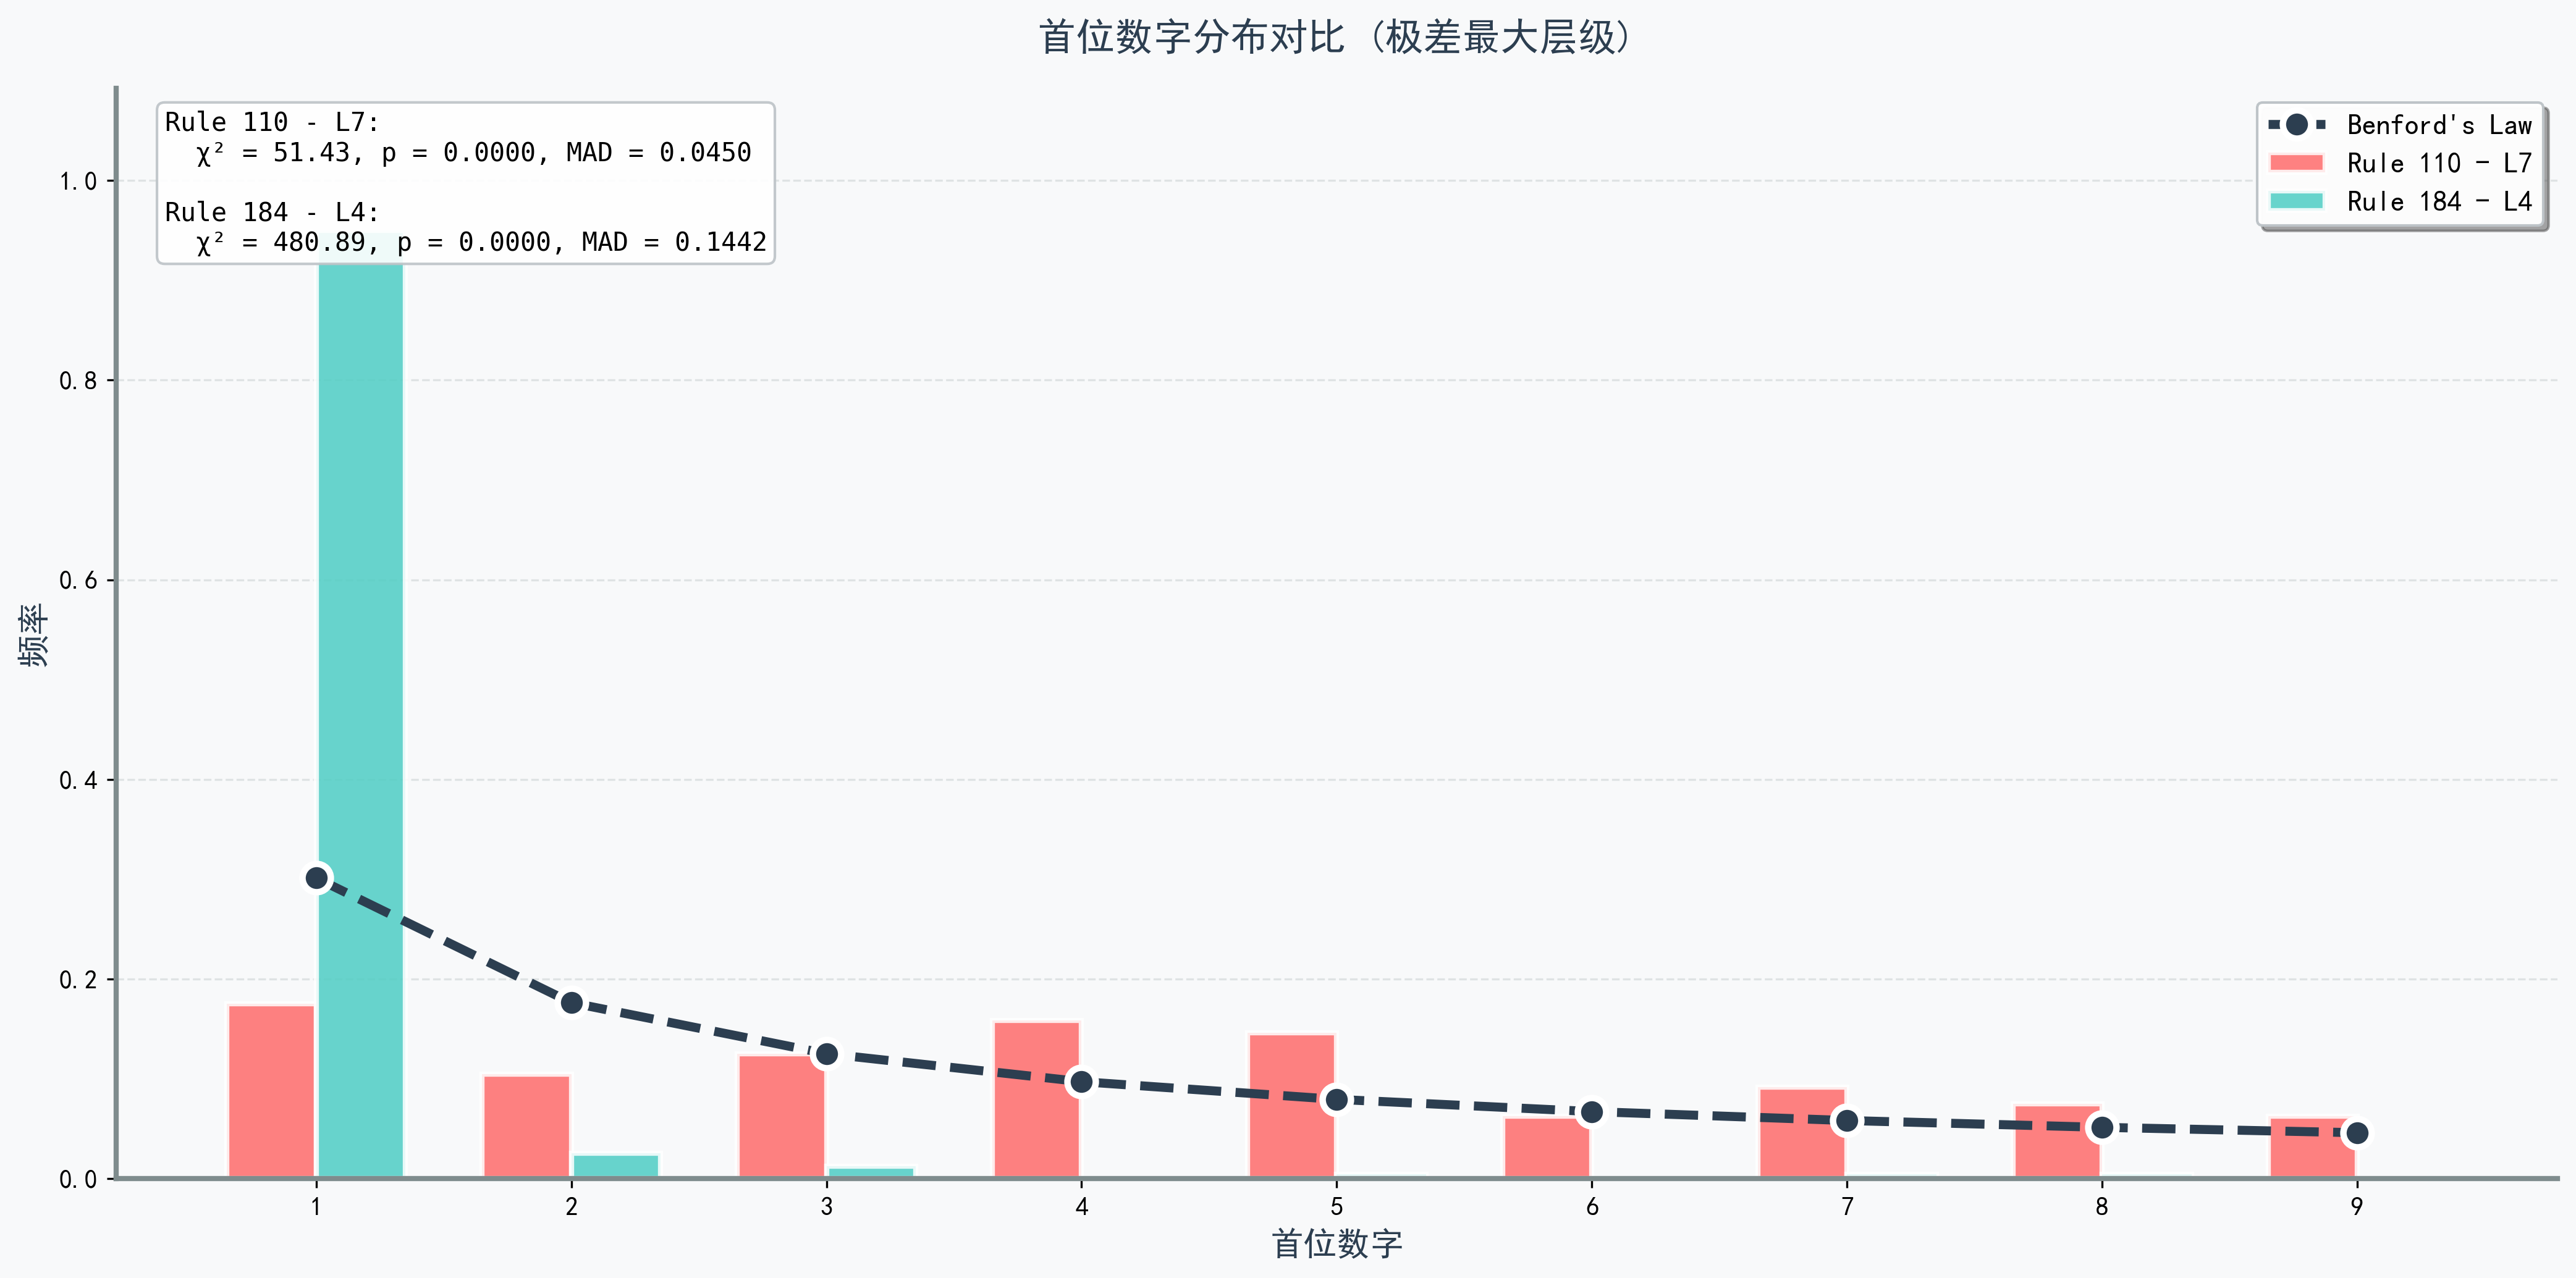 首位数字分布对比 (极差最大层级)
Rule 110 - L7:
χ² = 51.43, p = 0.0000, MAD = 0.0450
Rule 184 - L4:
χ² = 480.89, p = 0.0000, MAD = 0.1442
Benford's Law
Rule 110 - L7
Rule 184 - L4
频率
1.0
0.8
0.6
0.4
0.2
0.0
1 2 3 4 5 6 7 8 9
首位数字